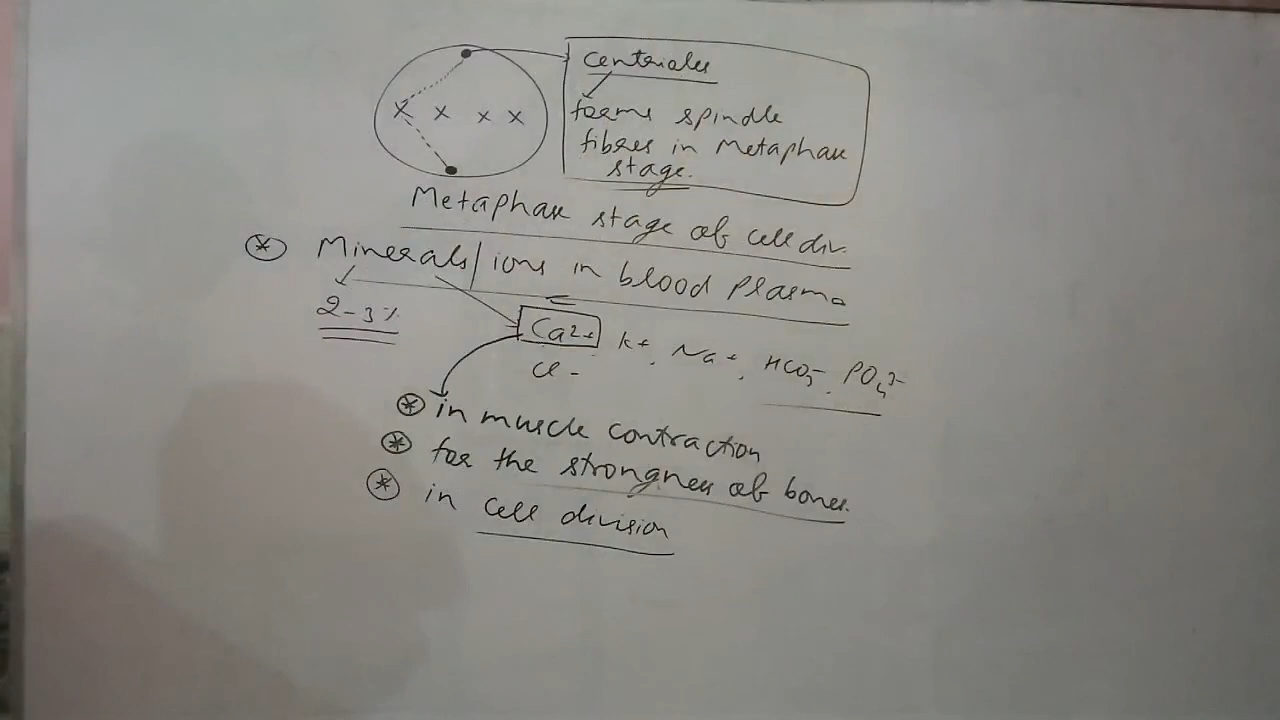 Centrioles
forms spindle
fibres in Metaphase
stage.
Metaphase stage of cell div.
* Minerals/ions in blood plasma
2-3%
Ca2+ K+, Na+, HCO3-, PO43-
Cl-
* in muscle contraction
* for the strongness of bones.
* in cell division